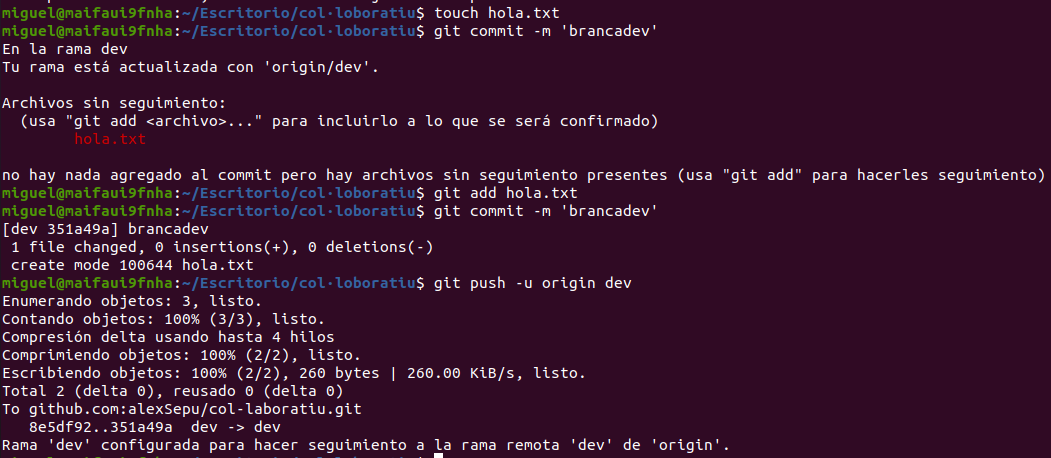 miguel@maifaui9fnha:~/Escritorio/col·loboratiu$ touch hola.txt
miguel@maifaui9fnha:~/Escritorio/col·loboratiu$ git commit -m 'brancadev'
En la rama dev
Tu rama está actualizada con 'origin/dev'.
Archivos sin seguimiento:
  (usa "git add <archivo>..." para incluirlo a lo que se será confirmado)
        hola.txt
no hay nada agregado al commit pero hay archivos sin seguimiento presentes (usa "git add" para hacerles seguimiento)
miguel@maifaui9fnha:~/Escritorio/col·loboratiu$ git add hola.txt
miguel@maifaui9fnha:~/Escritorio/col·loboratiu$ git commit -m 'brancadev'
[dev 351a49a] brancadev
 1 file changed, 0 insertions(+), 0 deletions(-)
 create mode 100644 hola.txt
miguel@maifaui9fnha:~/Escritorio/col·loboratiu$ git push -u origin dev
Enumerando objetos: 3, listo.
Contando objetos: 100% (3/3), listo.
Compresión delta usando hasta 4 hilos
Comprimiendo objetos: 100% (2/2), listo.
Escribiendo objetos: 100% (2/2), 260 bytes | 260.00 KiB/s, listo.
Total 2 (delta 0), reusado 0 (delta 0)
To github.com:alexSepu/col-laboratiu.git
   8e5df92..351a49a  dev -> dev
Rama 'dev' configurada para hacer seguimiento a la rama remota 'dev' de 'origin'.